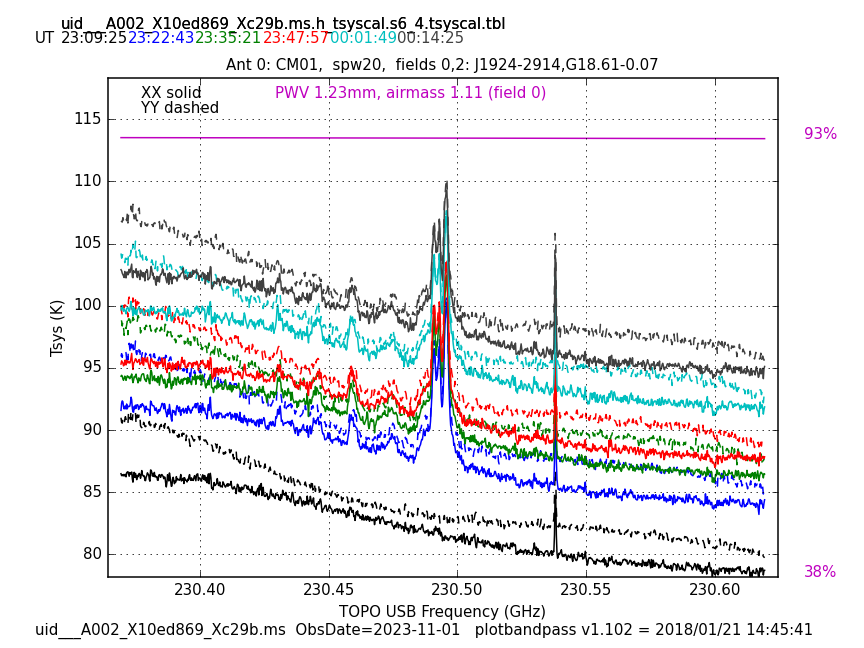 uid___A002_X10ed869_Xc29b.ms.h_tsyscal.s6_4.tsyscal.tbl
UT 23:09:25 23:22:43 23:35:21 23:47:57 00:01:49 00:14:25
Ant 0: CM01, spw20, fields 0,2: J1924-2914,G18.61-0.07
XX solid
YY dashed
PWV 1.23mm, airmass 1.11 (field 0)
93%
38%
115
110
105
100
95
90
85
80
Tsys (K)
230.40 230.45 230.50 230.55 230.60
TOPO USB Frequency (GHz)
uid___A002_X10ed869_Xc29b.ms ObsDate=2023-11-01 plotbandpass v1.102 = 2018/01/21 14:45:41